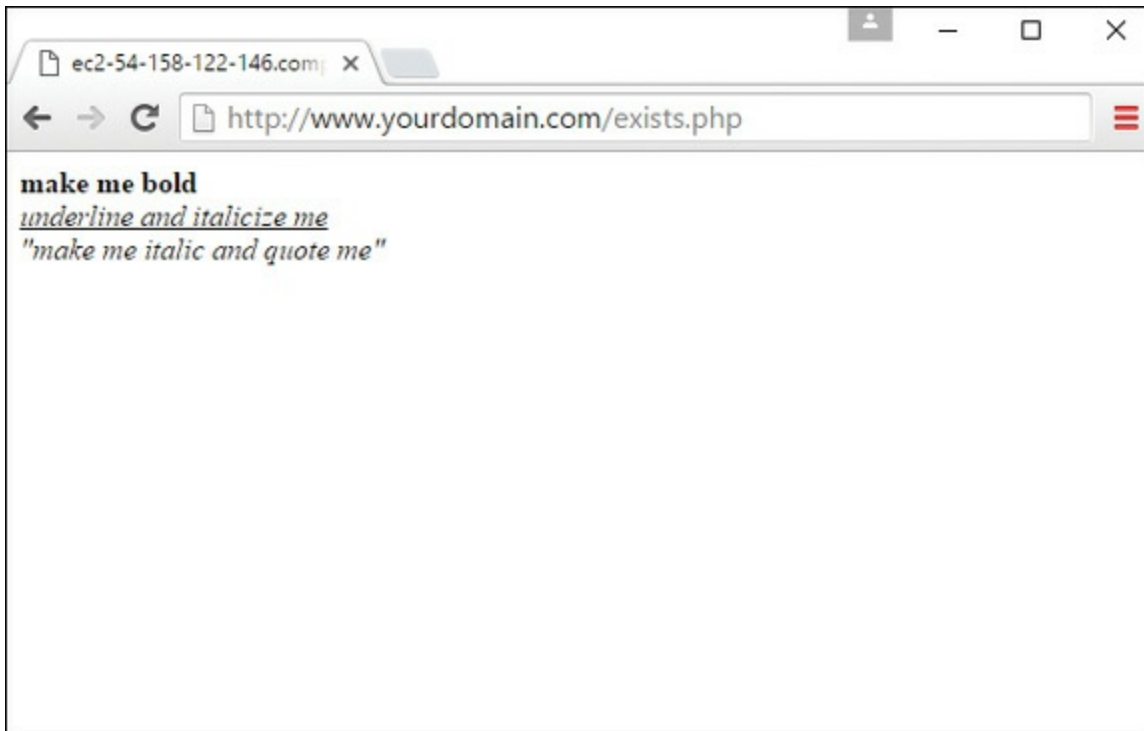 ec2-54-158-122-146.com
http://www.yourdomain.com/exists.php
make me bold
underline and italicize me
"make me italic and quote me"